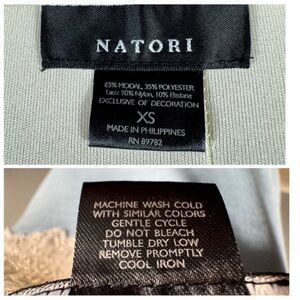 NATORI
65% MODAL, 35% POLYESTER
Lace: 90% Nylon, 10% Elastane
EXCLUSIVE OF DECORATION
XS
MADE IN PHILIPPINES
RN 89782
MACHINE WASH COLD
WITH SIMILAR COLORS
GENTLE CYCLE
DO NOT BLEACH
TUMBLE DRY LOW
REMOVE PROMPTLY
COOL IRON